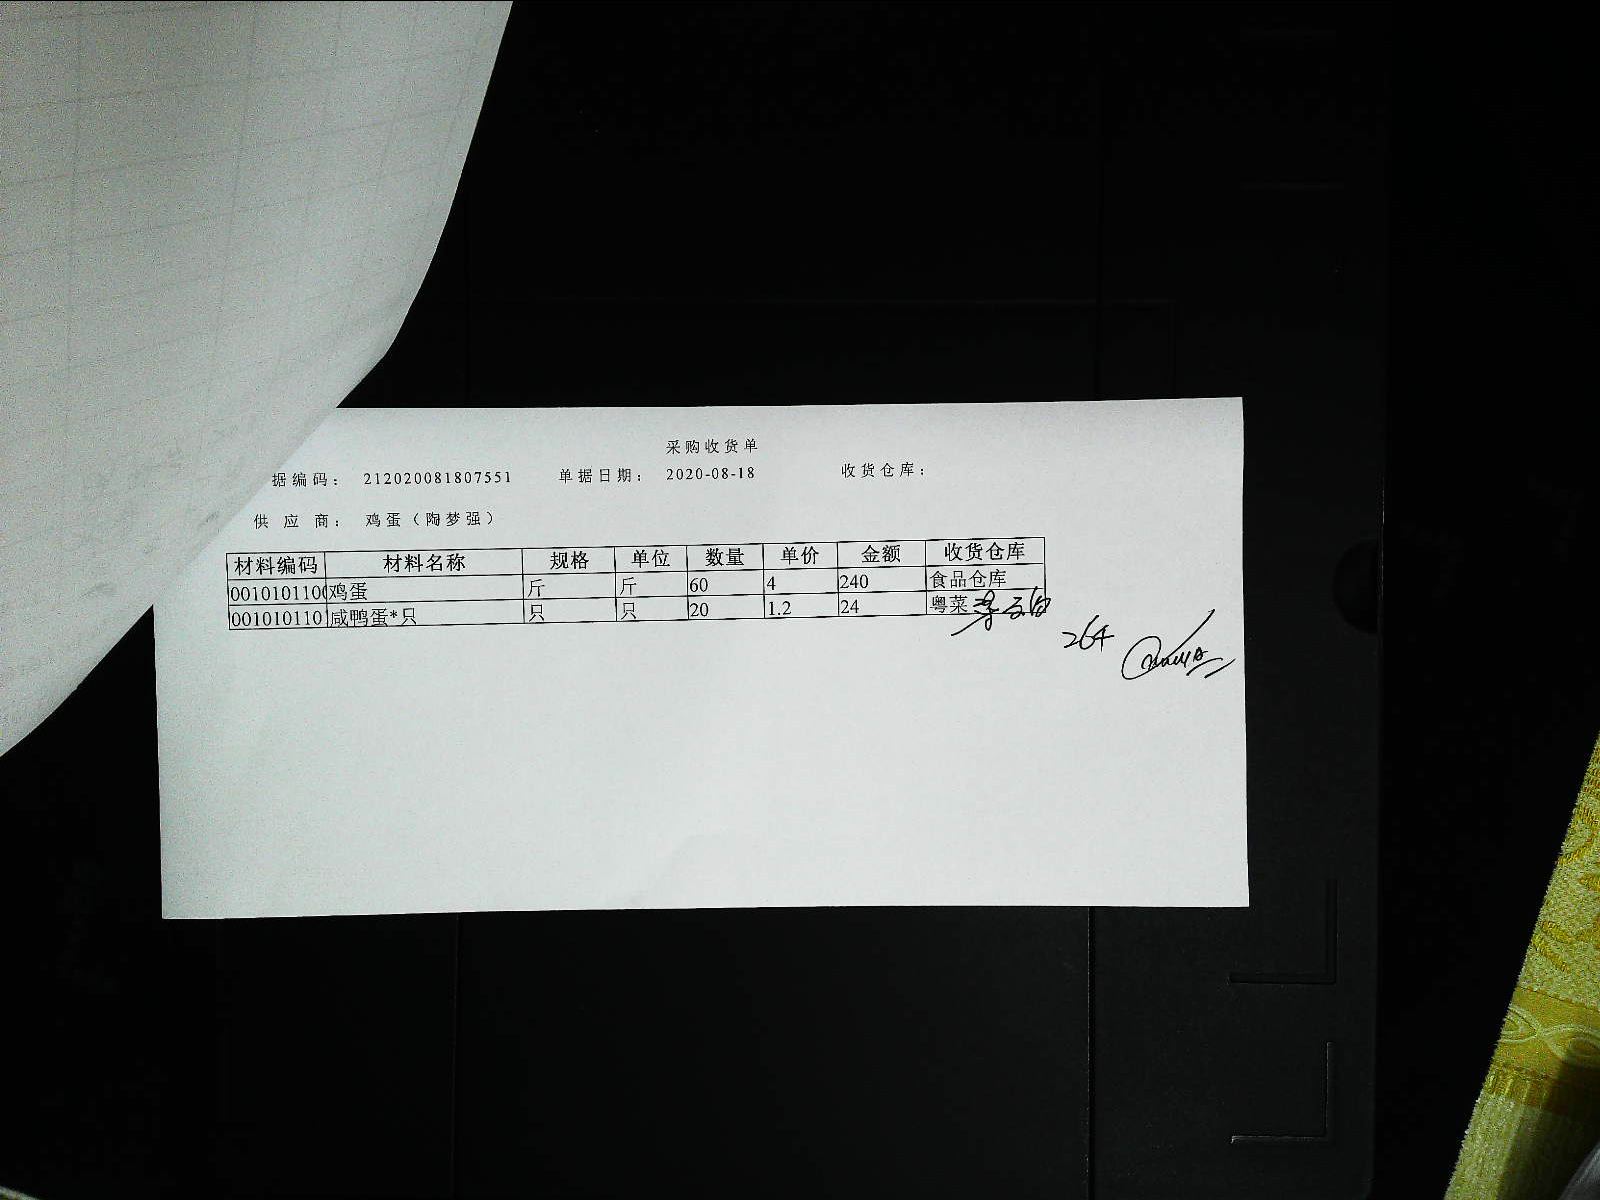 采购收货单
据编码： 212020081807551 单据日期： 2020-08-18 收货仓库：
供应商： 鸡蛋（陶梦强）
材料编码 材料名称 规格 单位 数量 单价 金额 收货仓库
001010110 鸡蛋 斤 斤 60 4 240 食品仓库
001010110 咸鸭蛋*只 只 只 20 1.2 24 粤菜
264